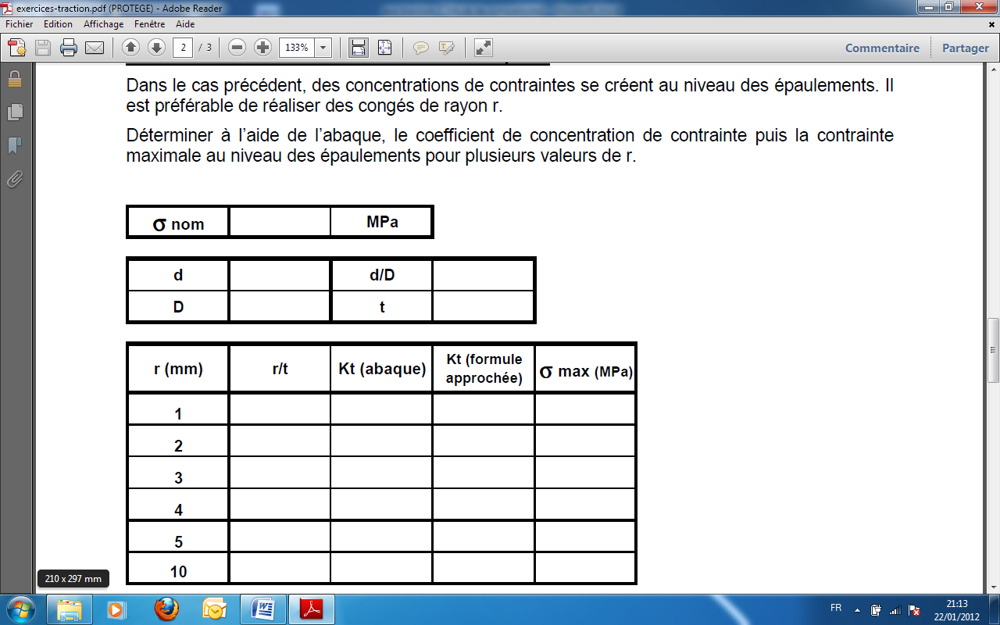 exercices-traction.pdf (PROTEGE) - Adobe Reader
Fichier Edition Affichage Fenêtre Aide
2 / 3 133% Commentaire Partager
Dans le cas précédent, des concentrations de contraintes se créent au niveau des épaulements. Il
est préférable de réaliser des congés de rayon r.
Déterminer à l'aide de l'abaque, le coefficient de concentration de contrainte puis la contrainte
maximale au niveau des épaulements pour plusieurs valeurs de r.
σ nom MPa
d d/D
D t
r (mm) r/t Kt (abaque) Kt (formule approchée) σ max (MPa)
1
2
3
4
5
10
210 x 297 mm
FR 21:13
22/01/2012